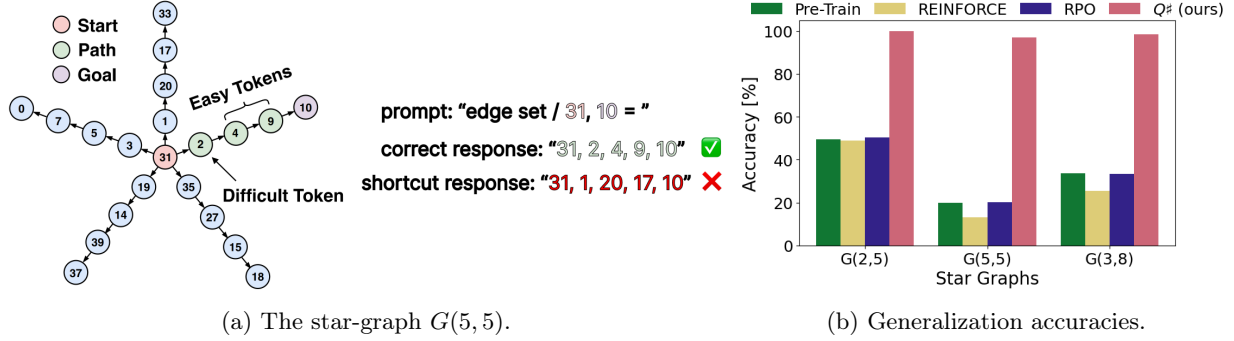 Start
Path
Goal
33
17
20
1
Easy Tokens
0
7
5
3
31
2
4
9
10
Difficult Token
19
14
39
37
35
27
15
18
prompt: “edge set / 31, 10 = ”
correct response: “31, 2, 4, 9, 10” ✅
shortcut response: “31, 1, 20, 17, 10” ❌
(a) The star-graph G(5, 5).
Pre-Train REINFORCE RPO Q♯ (ours)
Accuracy [%]
100
80
60
40
20
0
G(2,5) G(5,5) G(3,8)
Star Graphs
(b) Generalization accuracies.